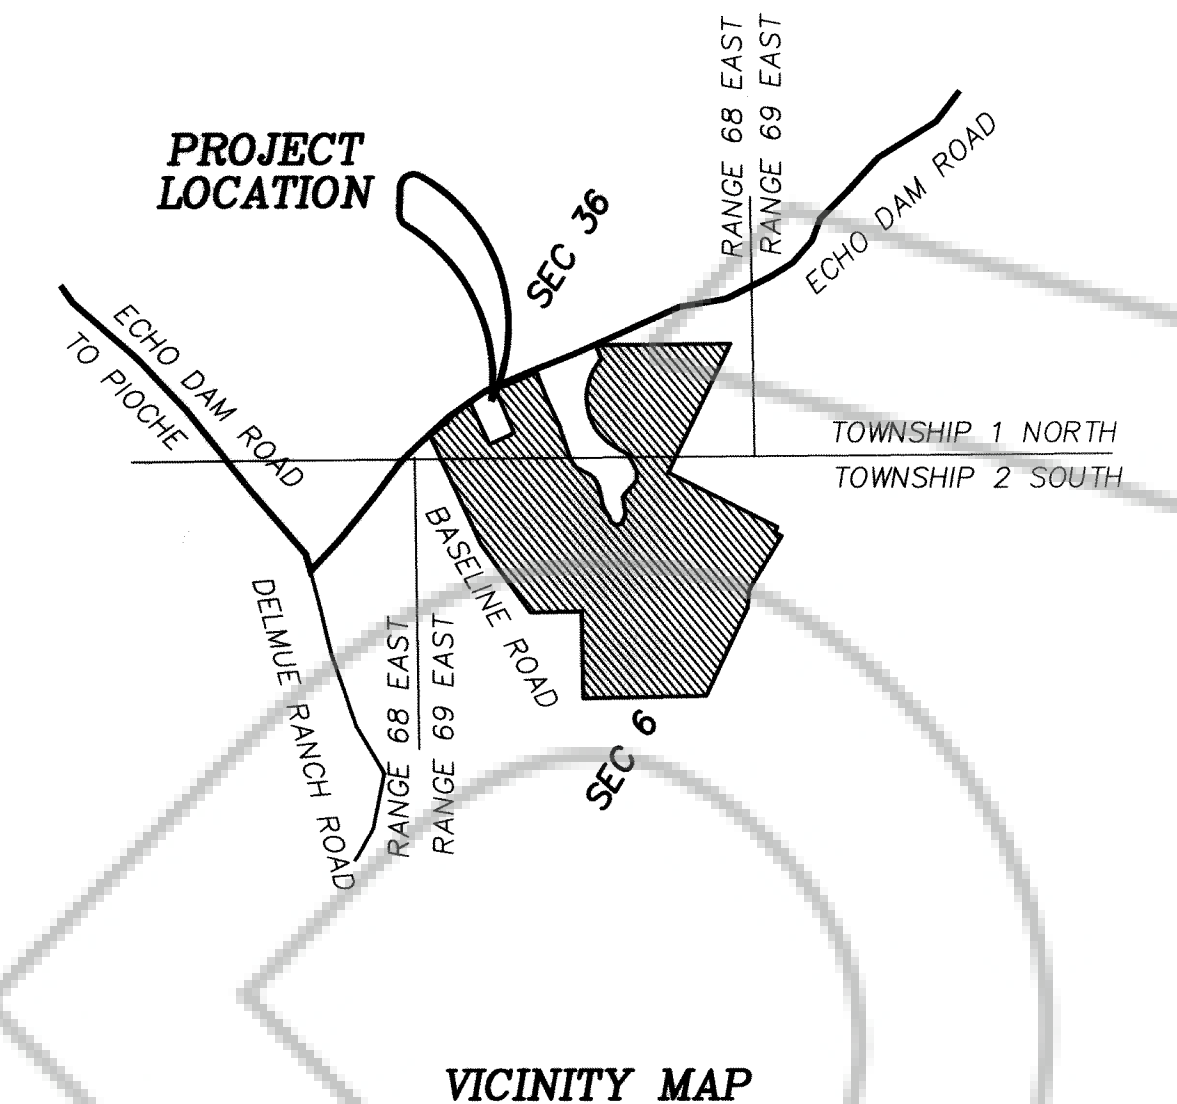 RANGE 68 EAST
RANGE 69 EAST
PROJECT
LOCATION
SEC 36
ECHO DAM ROAD
ECHO DAM ROAD
TO PIOCHE
TOWNSHIP 1 NORTH
TOWNSHIP 2 SOUTH
BASELINE ROAD
DELMUE RANCH ROAD
RANGE 68 EAST
RANGE 69 EAST
SEC 6
VICINITY MAP